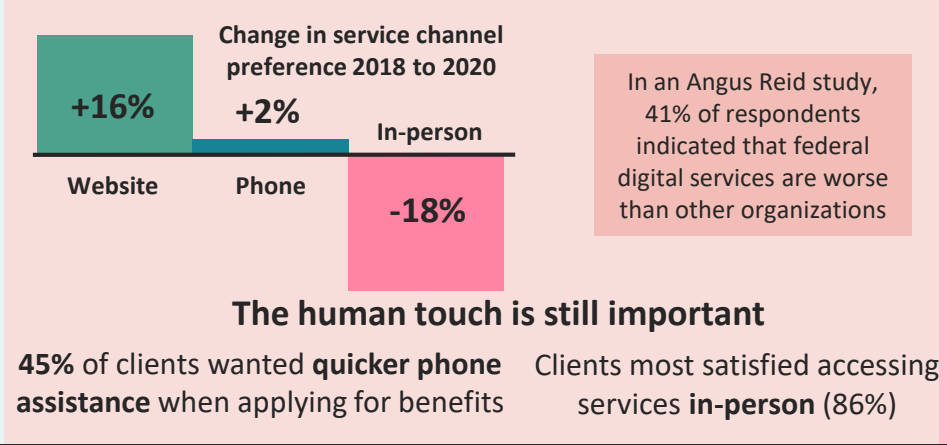 Change in service channel
preference 2018 to 2020
+16%
+2%
In-person
Website
Phone
-18%
In an Angus Reid study,
41% of respondents
indicated that federal
digital services are worse
than other organizations
The human touch is still important
45% of clients wanted quicker phone
assistance when applying for benefits
Clients most satisfied accessing
services in-person (86%)